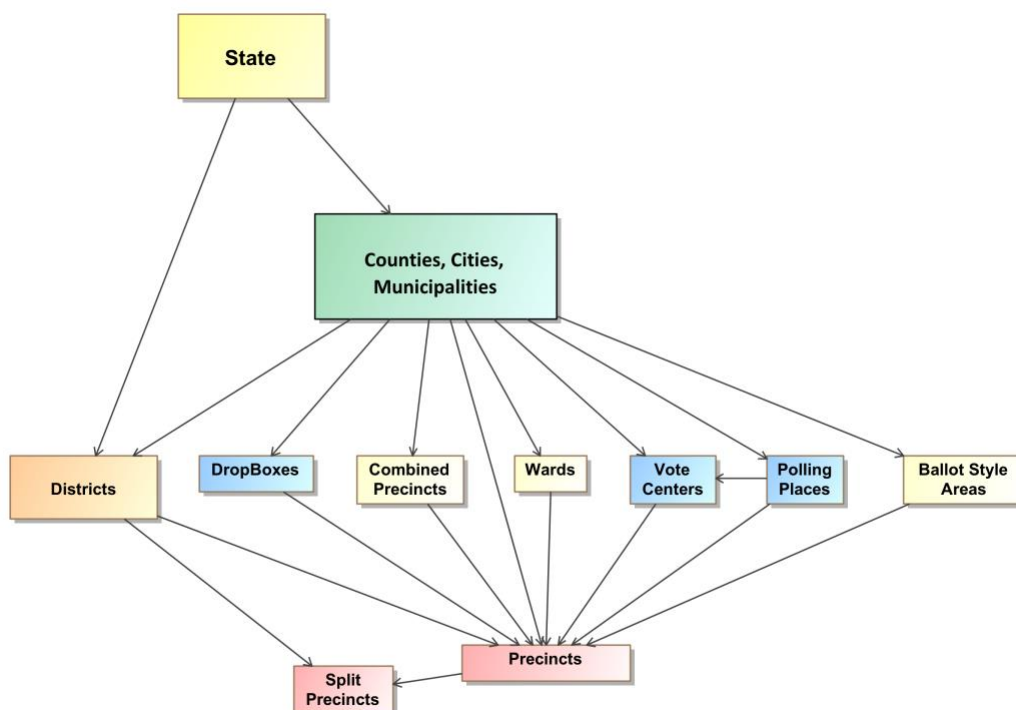 State
Counties, Cities,
Municipalities
Districts
DropBoxes
Combined
Precincts
Wards
Vote
Centers
Polling
Places
Ballot Style
Areas
Precincts
Split
Precincts